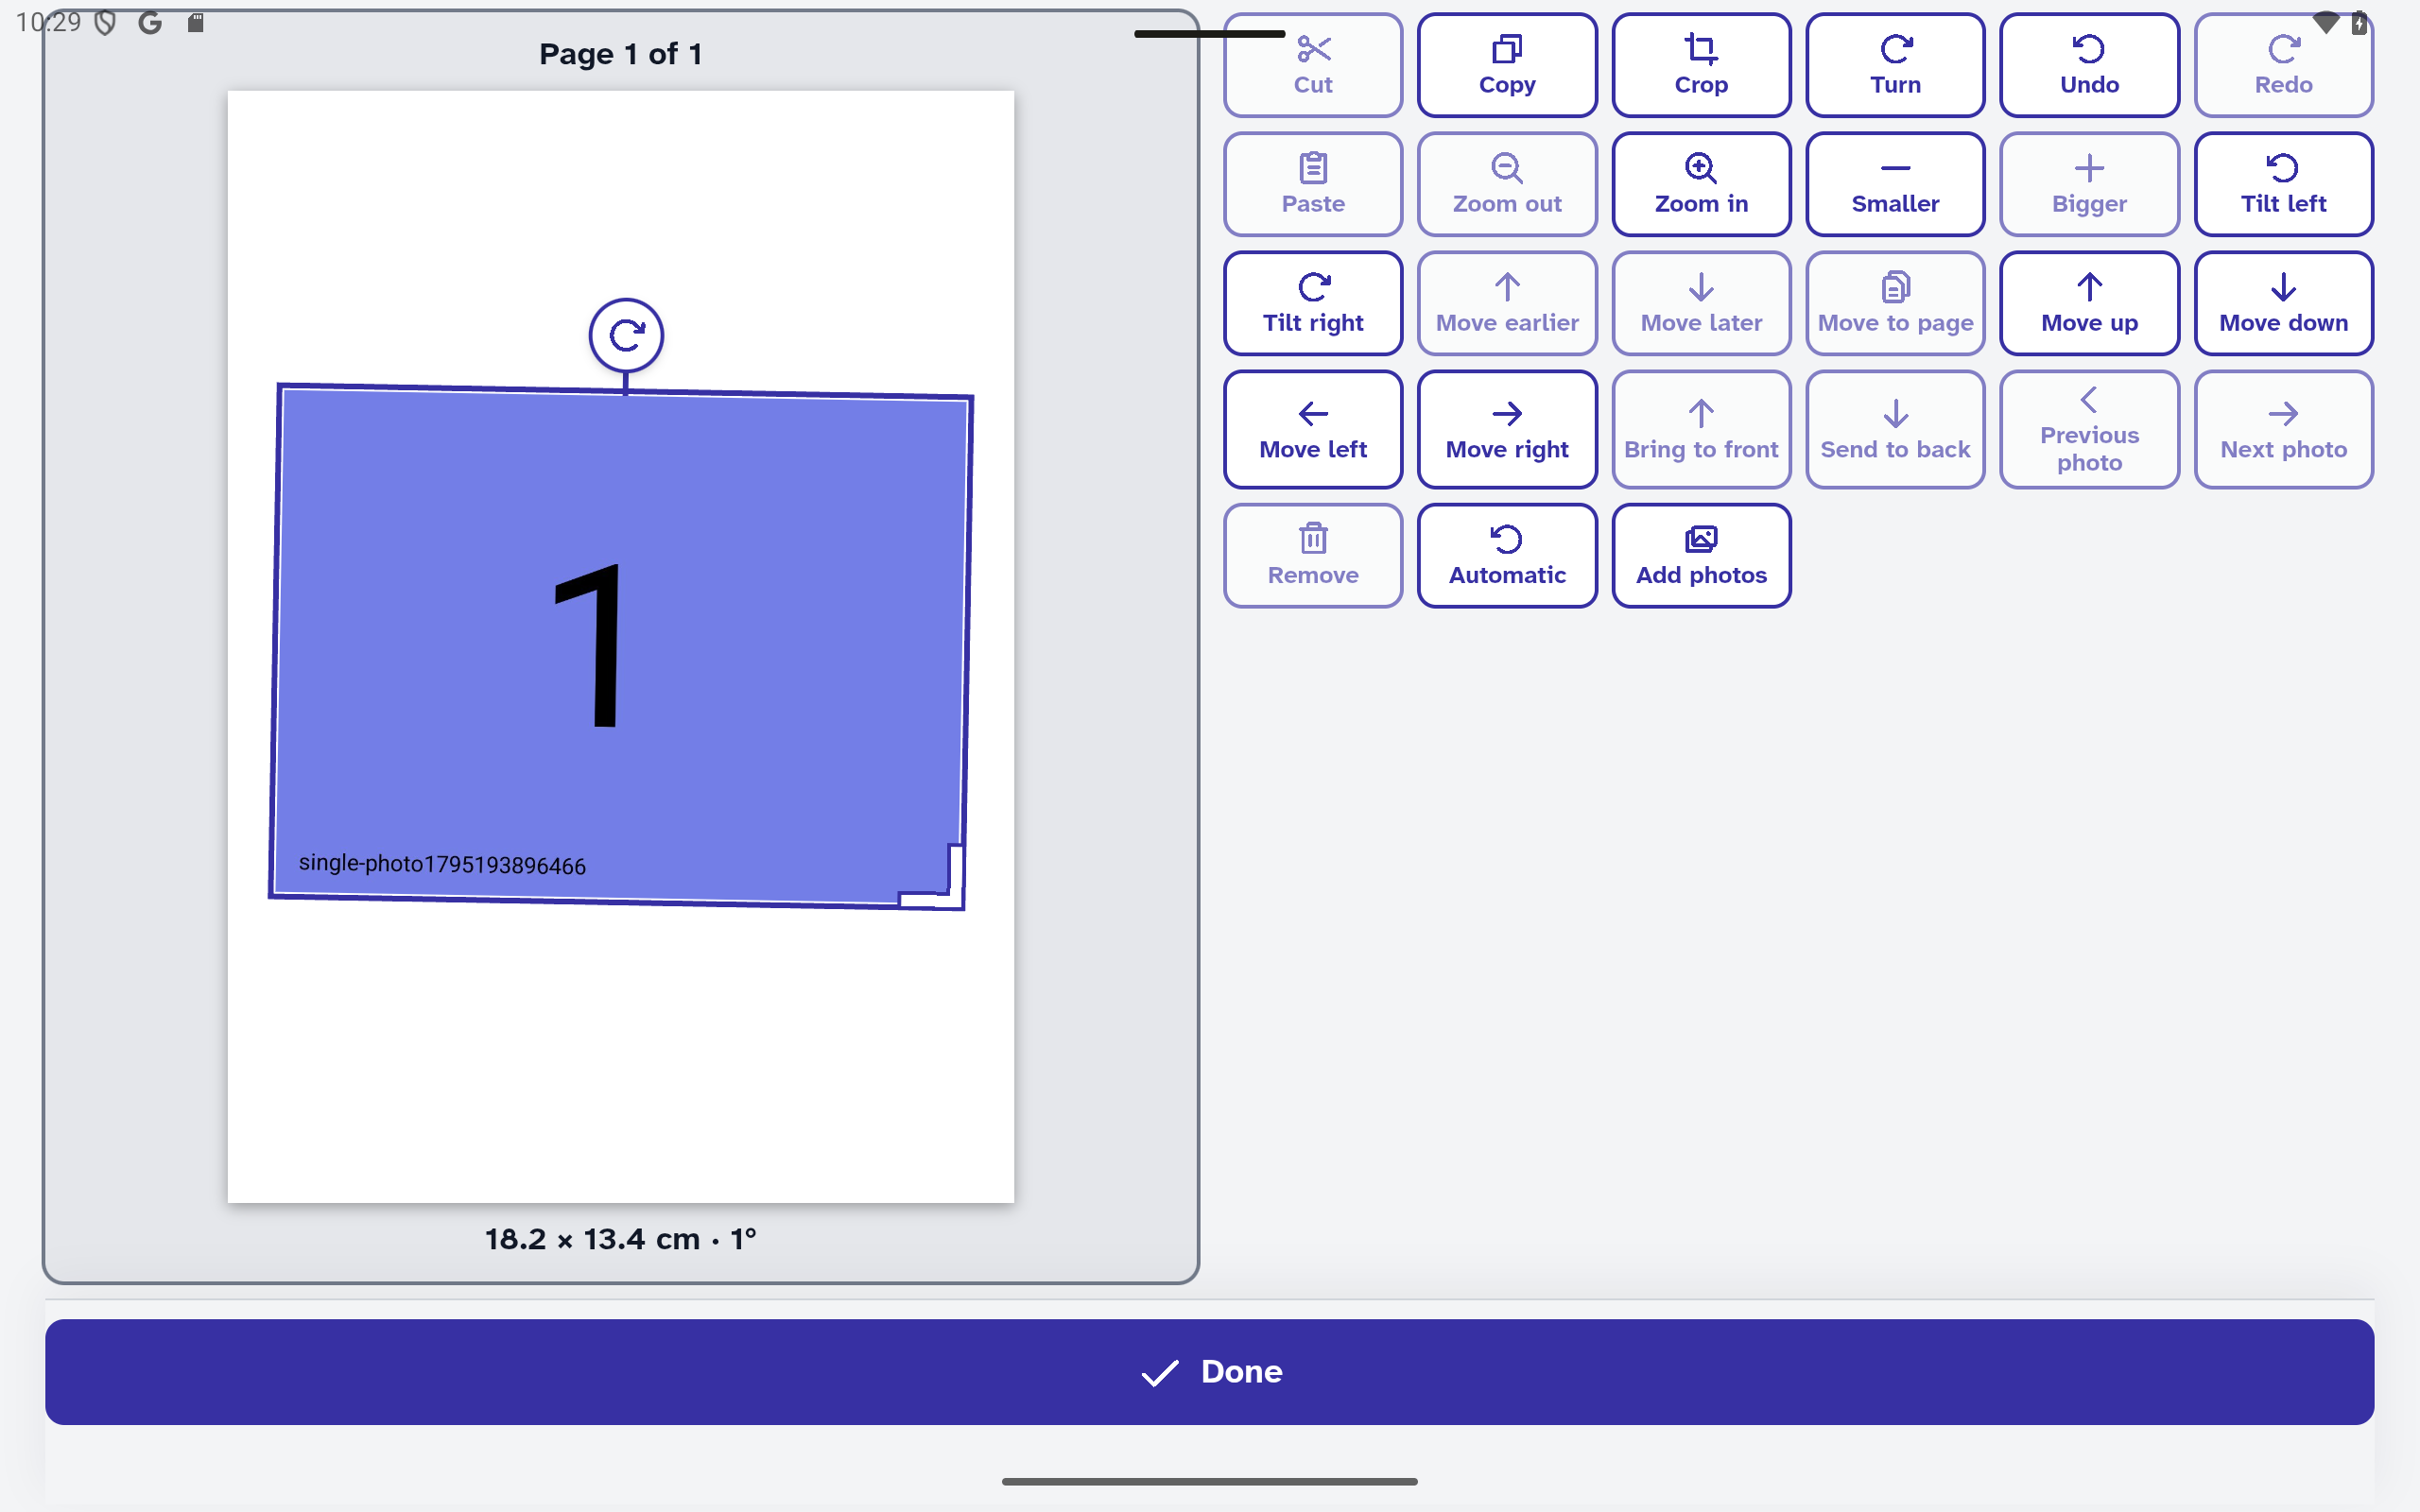 10:29
Page 1 of 1
1
single-photo1795193896466
18.2 × 13.4 cm · 1°
Cut
Copy
Crop
Turn
Undo
Redo
Paste
Zoom out
Zoom in
Smaller
Bigger
Tilt left
Tilt right
Move earlier
Move later
Move to page
Move up
Move down
Move left
Move right
Bring to front
Send to back
Previous
photo
Next photo
Remove
Automatic
Add photos
Done